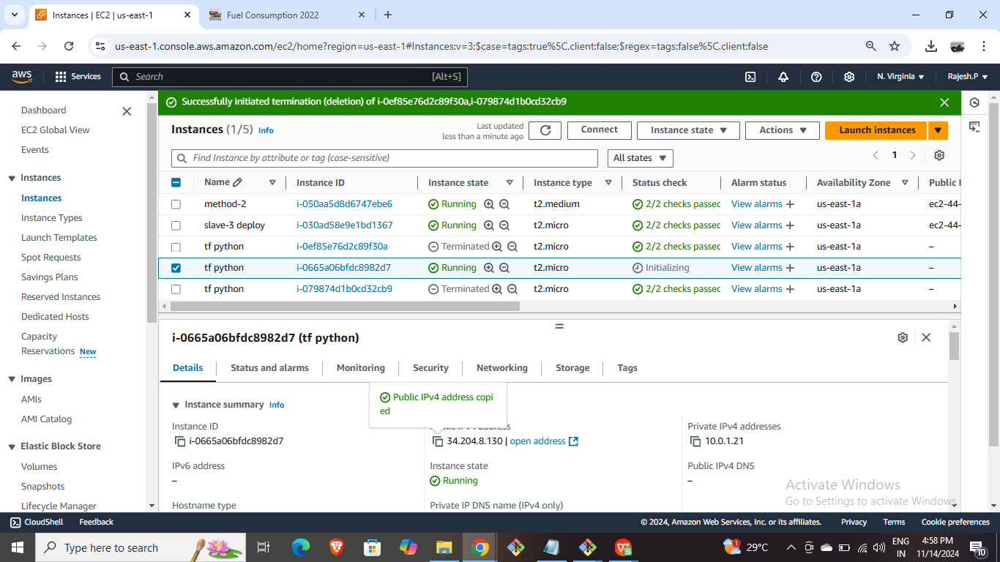 Instances | EC2 | us-east-1
Fuel Consumption 2022
us-east-1.console.aws.amazon.com/ec2/home?region=us-east-1#Instances:v=3;$case=tags:true%5C,client:false;$regex=tags:false%5C,client:false
aws
Services
Search
[Alt+S]
N. Virginia
Rajesh.P
Successfully initiated termination (deletion) of i-0ef85e76d2c89f30a,i-079874d1b0cd32cb9
Dashboard
EC2 Global View
Events
Instances
Instances
Instance Types
Launch Templates
Spot Requests
Savings Plans
Reserved Instances
Dedicated Hosts
Capacity
Reservations New
Images
AMIs
AMI Catalog
Elastic Block Store
Volumes
Snapshots
Lifecycle Manager
Instances (1/5) Info
Last updated
less than a minute ago
Connect
Instance state
Actions
Launch instances
Find Instance by attribute or tag (case-sensitive)
All states
1
Name Instance ID Instance state Instance type Status check Alarm status Availability Zone Public I
method-2 i-050aa5d8d6747ebe6 Running t2.medium 2/2 checks passec View alarms + us-east-1a ec2-44-
slave-3 deploy i-030ad58e9e1bd1367 Running t2.micro 2/2 checks passec View alarms + us-east-1a ec2-44-
tf python i-0ef85e76d2c89f30a Terminated t2.micro 2/2 checks passec View alarms + us-east-1a –
tf python i-0665a06bfdc8982d7 Running t2.micro Initializing View alarms + us-east-1a –
tf python i-079874d1b0cd32cb9 Terminated t2.micro 2/2 checks passec View alarms + us-east-1a –
i-0665a06bfdc8982d7 (tf python)
Details
Status and alarms
Monitoring
Security
Networking
Storage
Tags
Public IPv4 address copi
ed
Instance summary Info
Instance ID
i-0665a06bfdc8982d7
34.204.8.130 | open address
Private IPv4 addresses
10.0.1.21
IPv6 address
–
Instance state
Running
Public IPv4 DNS
–
Hostname type
Private IP DNS name (IPv4 only)
Activate Windows
Go to Settings to activate Windows
CloudShell
Feedback
© 2024, Amazon Web Services, Inc. or its affiliates.
Privacy
Terms
Cookie preferences
Type here to search
29°C
ENG
IN
4:58 PM
11/14/2024
10